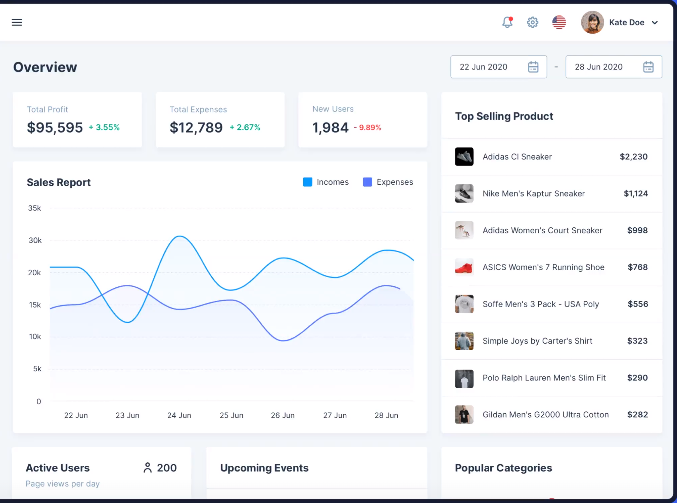 Kate Doe
Overview
22 Jun 2020 - 28 Jun 2020
Total Profit
$95,595 + 3.55%
Total Expenses
$12,789 + 2.67%
New Users
1,984 - 9.89%
Sales Report
Incomes Expenses
35k
30k
20k
15k
10k
5k
0
22 Jun 23 Jun 24 Jun 25 Jun 26 Jun 27 Jun 28 Jun
Top Selling Product
Adidas CI Sneaker $2,230
Nike Men's Kaptur Sneaker $1,124
Adidas Women's Court Sneaker $998
ASICS Women's 7 Running Shoe $768
Soffe Men's 3 Pack - USA Poly $556
Simple Joys by Carter's Shirt $323
Polo Ralph Lauren Men's Slim Fit $290
Gildan Men's G2000 Ultra Cotton $282
Active Users 200
Page views per day
Upcoming Events
Popular Categories